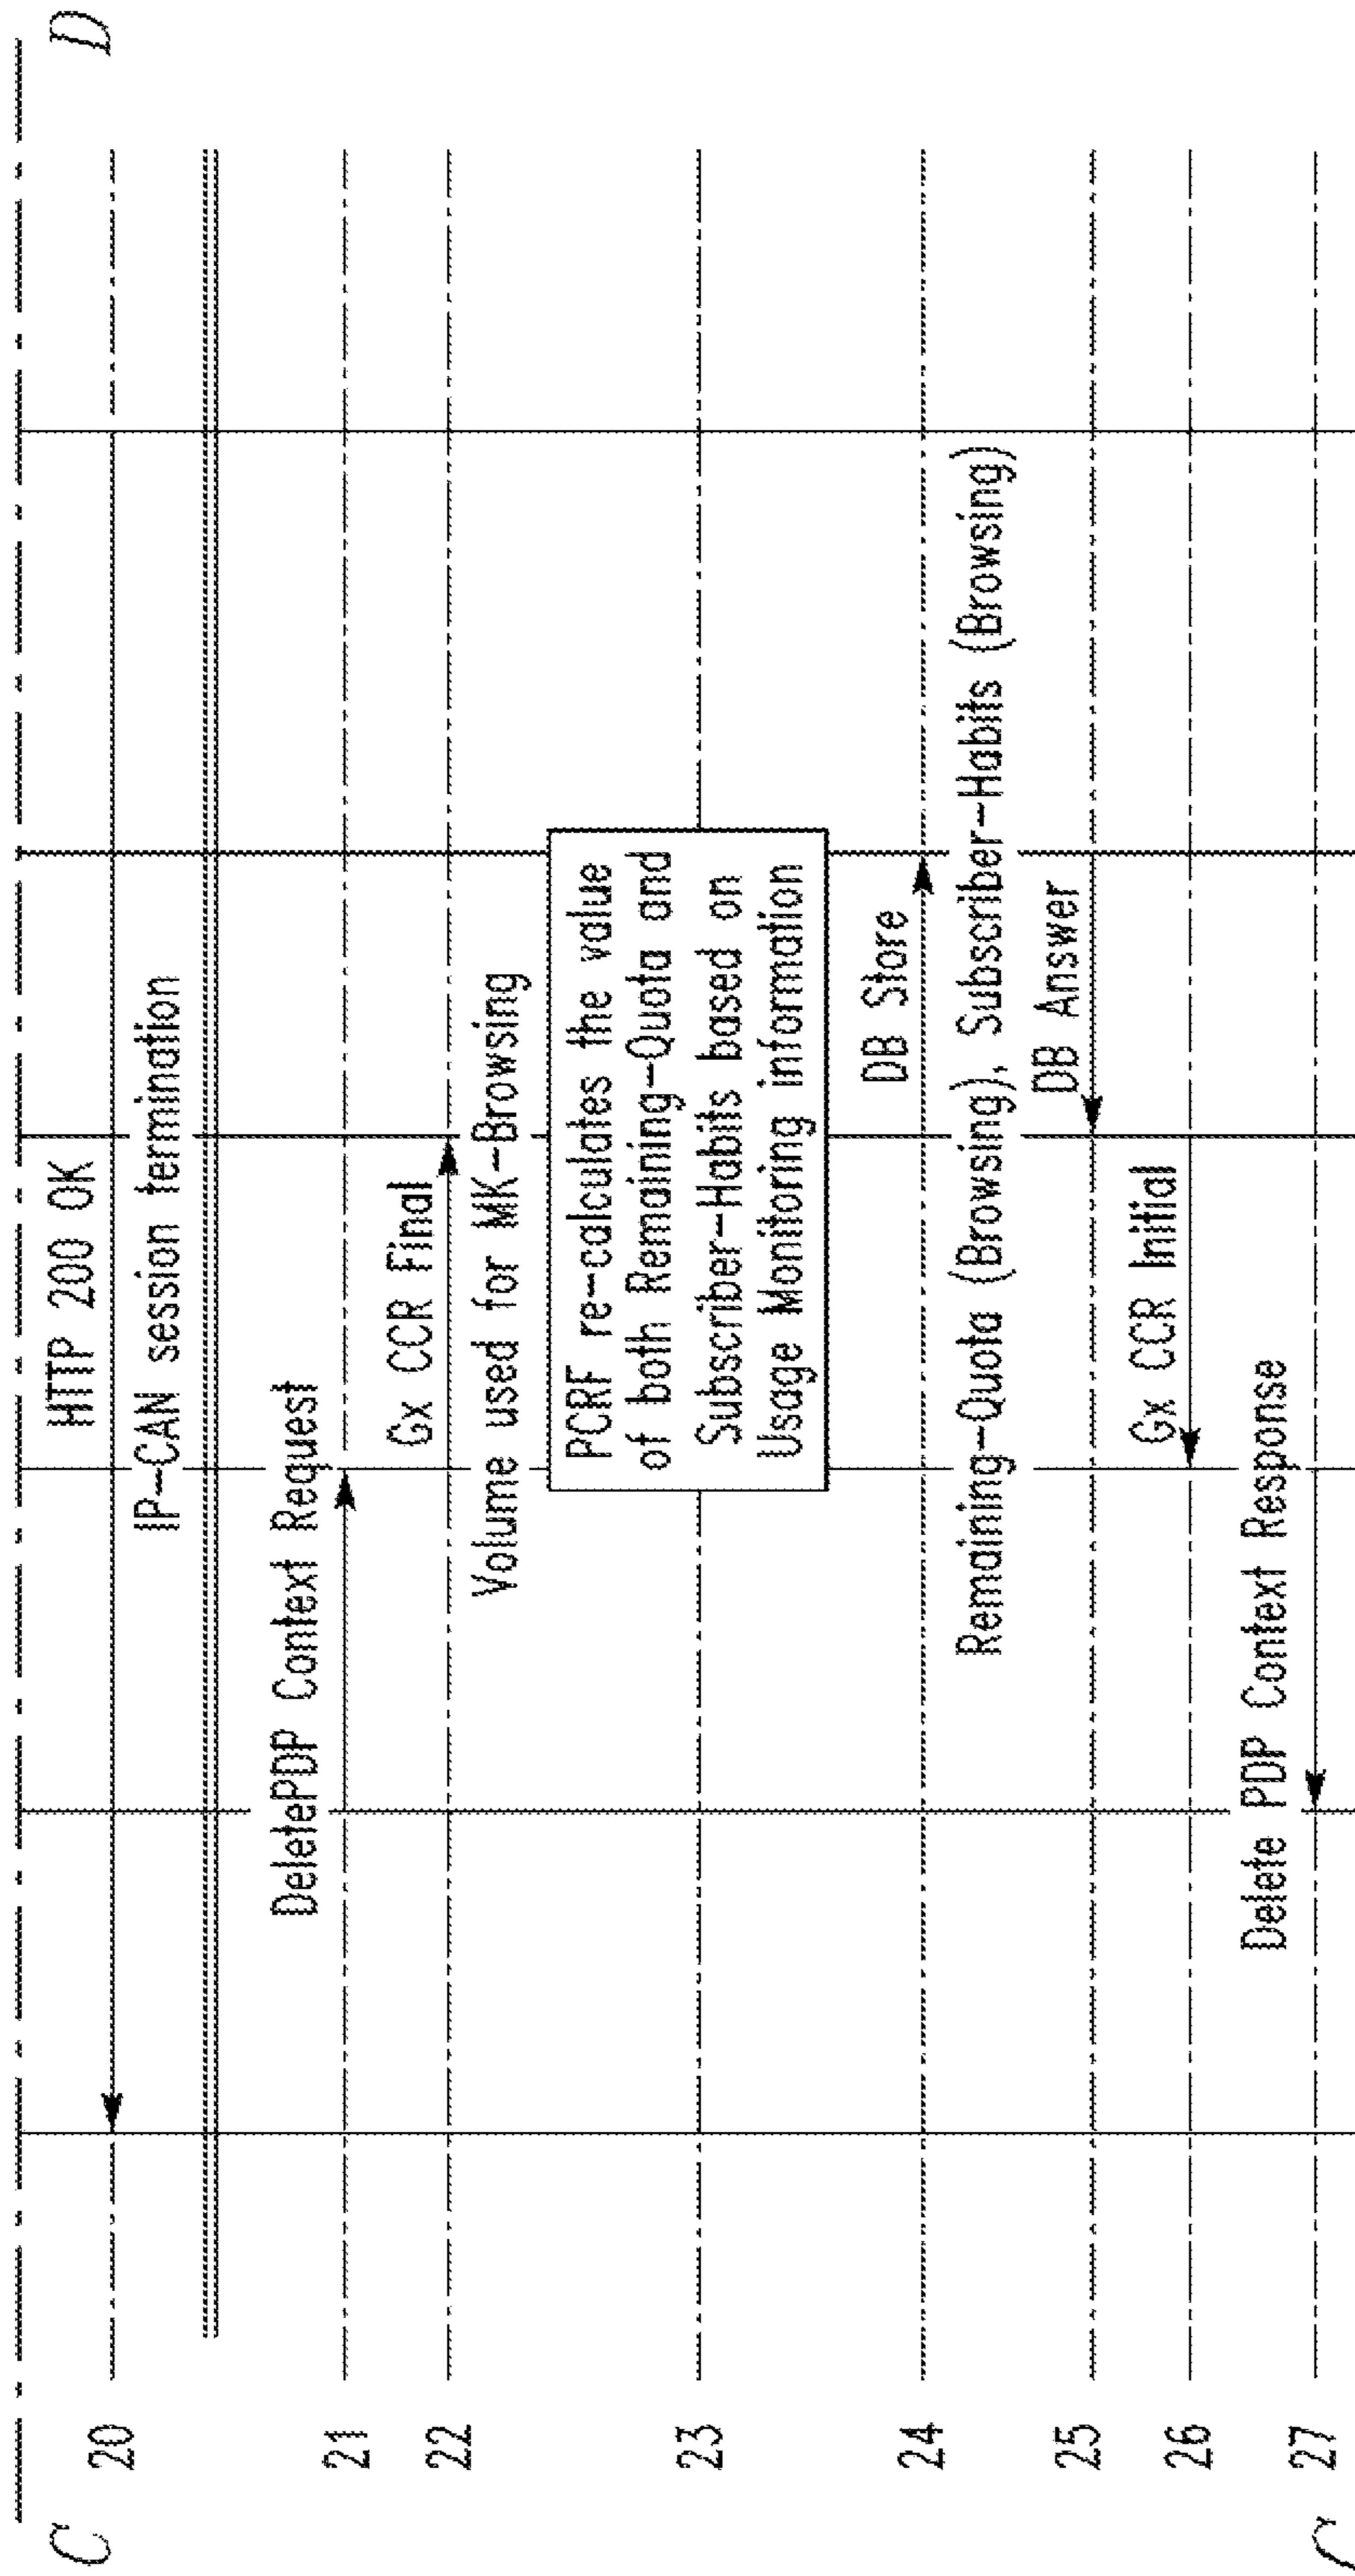 C
D
20
HTTP 200 OK
IP-CAN session termination
21
DeletePDP Context Request
22
Gx CCR Final
Volume used for MK-Browsing
23
PCRF re-calculates the value
of both Remaining-Quota and
Subscriber-Habits based on
Usage Monitoring information
24
DB Store
Remaining-Quota (Browsing), Subscriber-Habits (Browsing)
25
DB Answer
26
Gx CCR Initial
27
Delete PDP Context Response